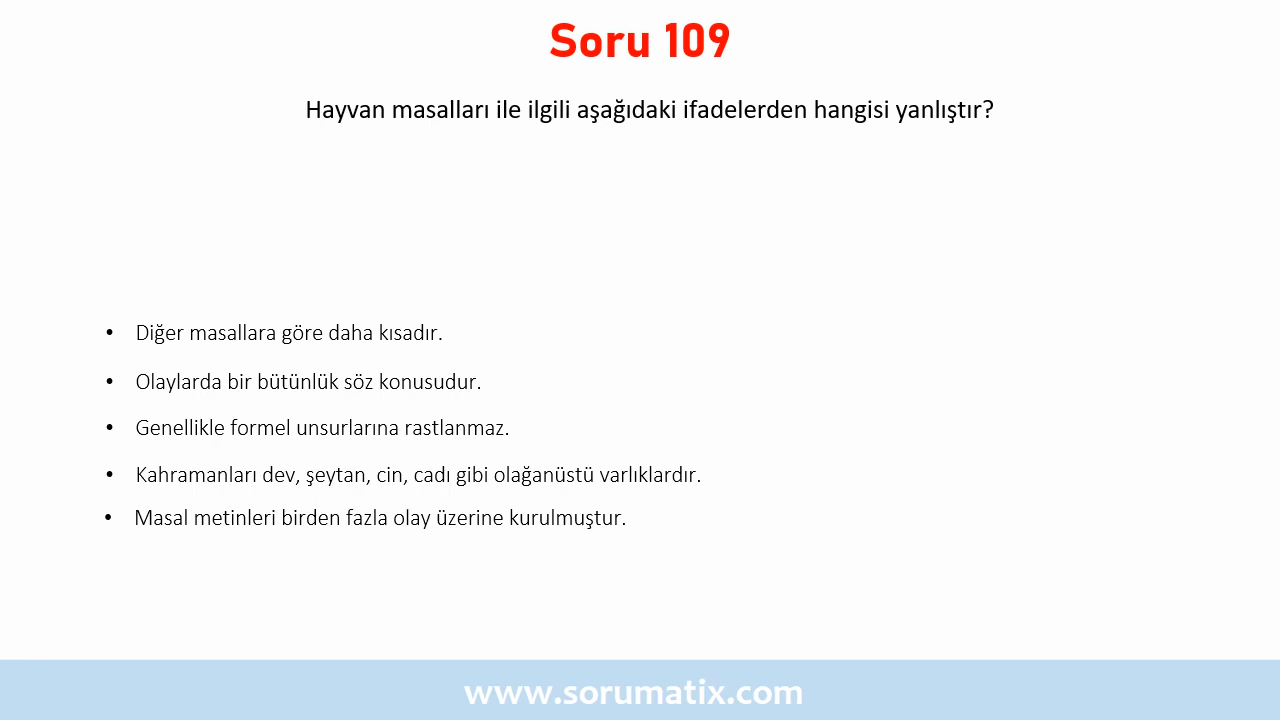 Soru 109
Hayvan masalları ile ilgili aşağıdaki ifadelerden hangisi yanlıştır?
• Diğer masallara göre daha kısadır.
• Olaylarda bir bütünlük söz konusudur.
• Genellikle formel unsurlarına rastlanmaz.
• Kahramanları dev, şeytan, cin, cadı gibi olağanüstü varlıklardır.
• Masal metinleri birden fazla olay üzerine kurulmuştur.
www.sorumatix.com